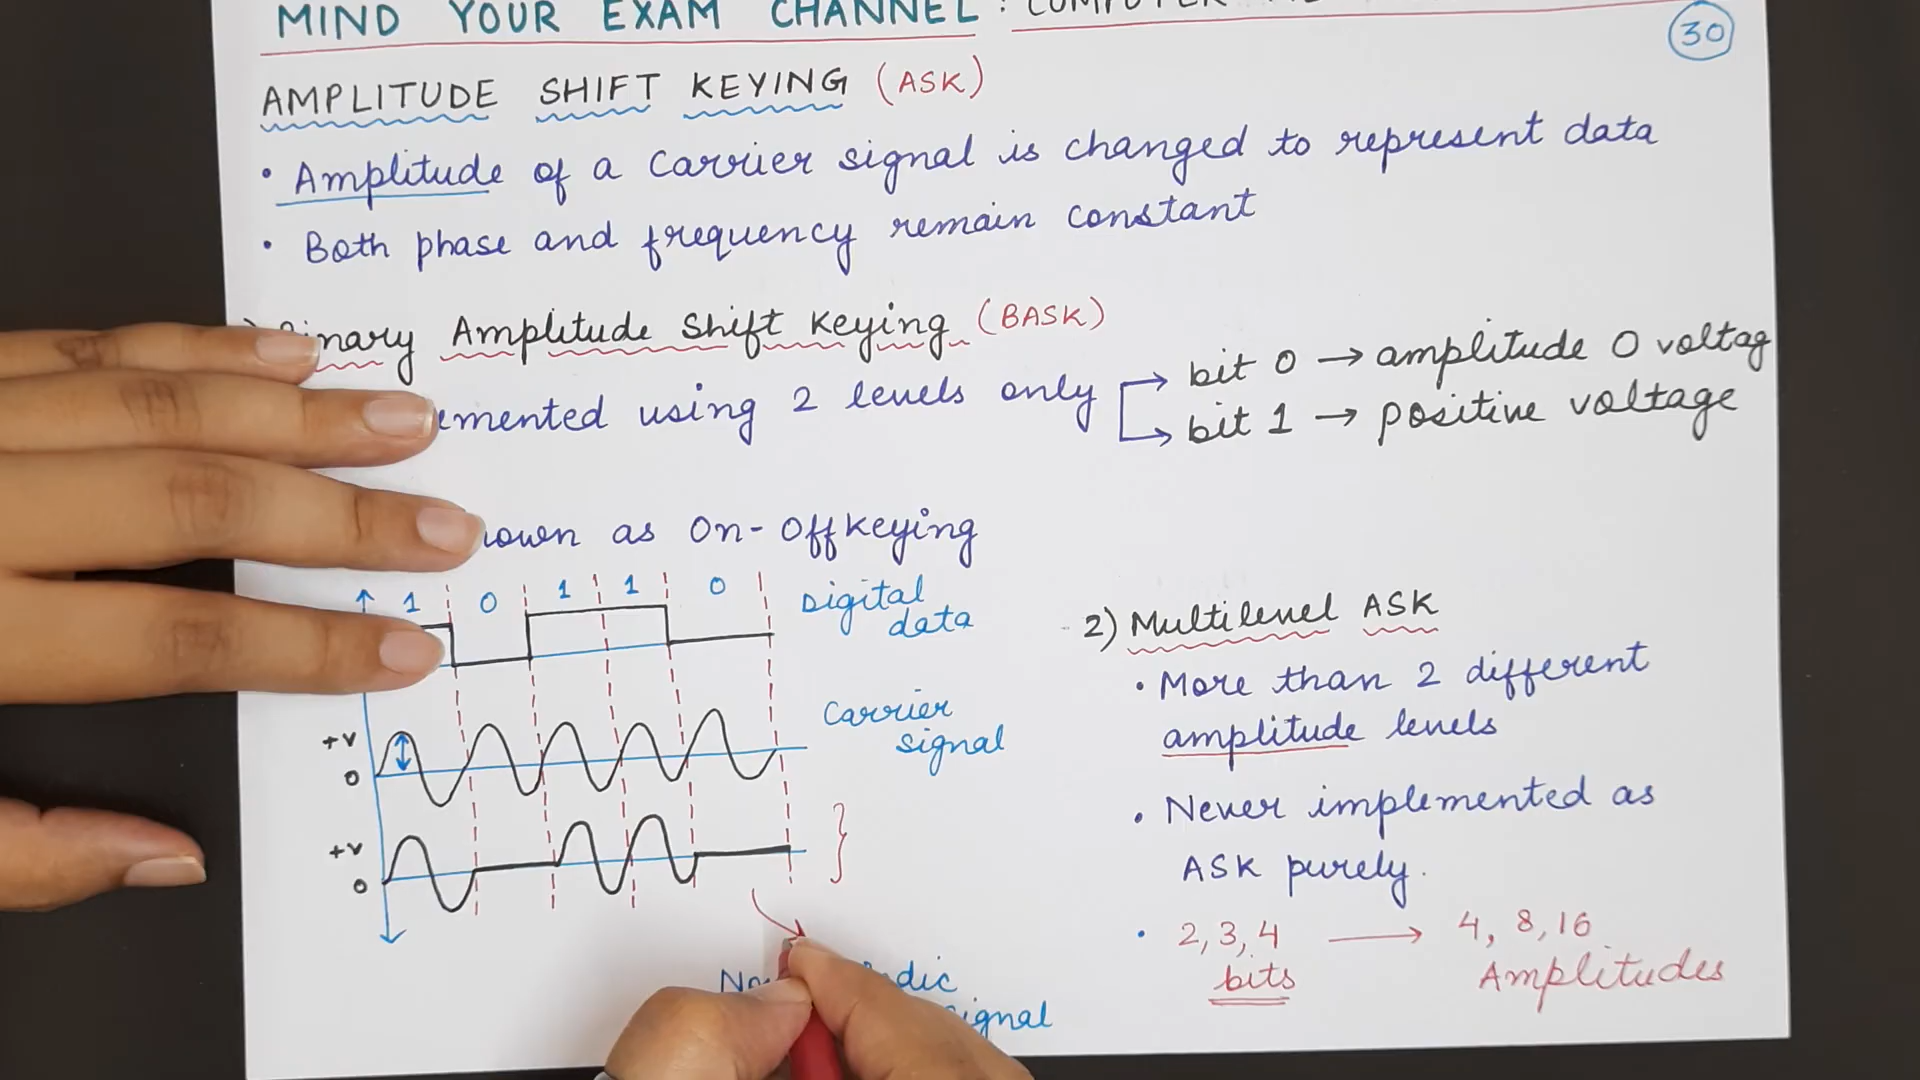 MIND YOUR EXAM CHANNEL :
30
AMPLITUDE SHIFT KEYING (ASK)
• Amplitude of a carrier signal is changed to represent data
• Both phase and frequency remain constant
Amplitude Shift Keying (BASK)
using 2 levels only
bit 0 → amplitude 0
bit 1 → positive voltage
as On-Off keying
1 0 1 1 0
Digital
data
Carrier
signal
+V
0
+V
0
2) Multilevel ASK
• More than 2 different
amplitude levels
• Never implemented as
ASK purely.
• 2, 3, 4 → 4, 8, 16
bits Amplitudes